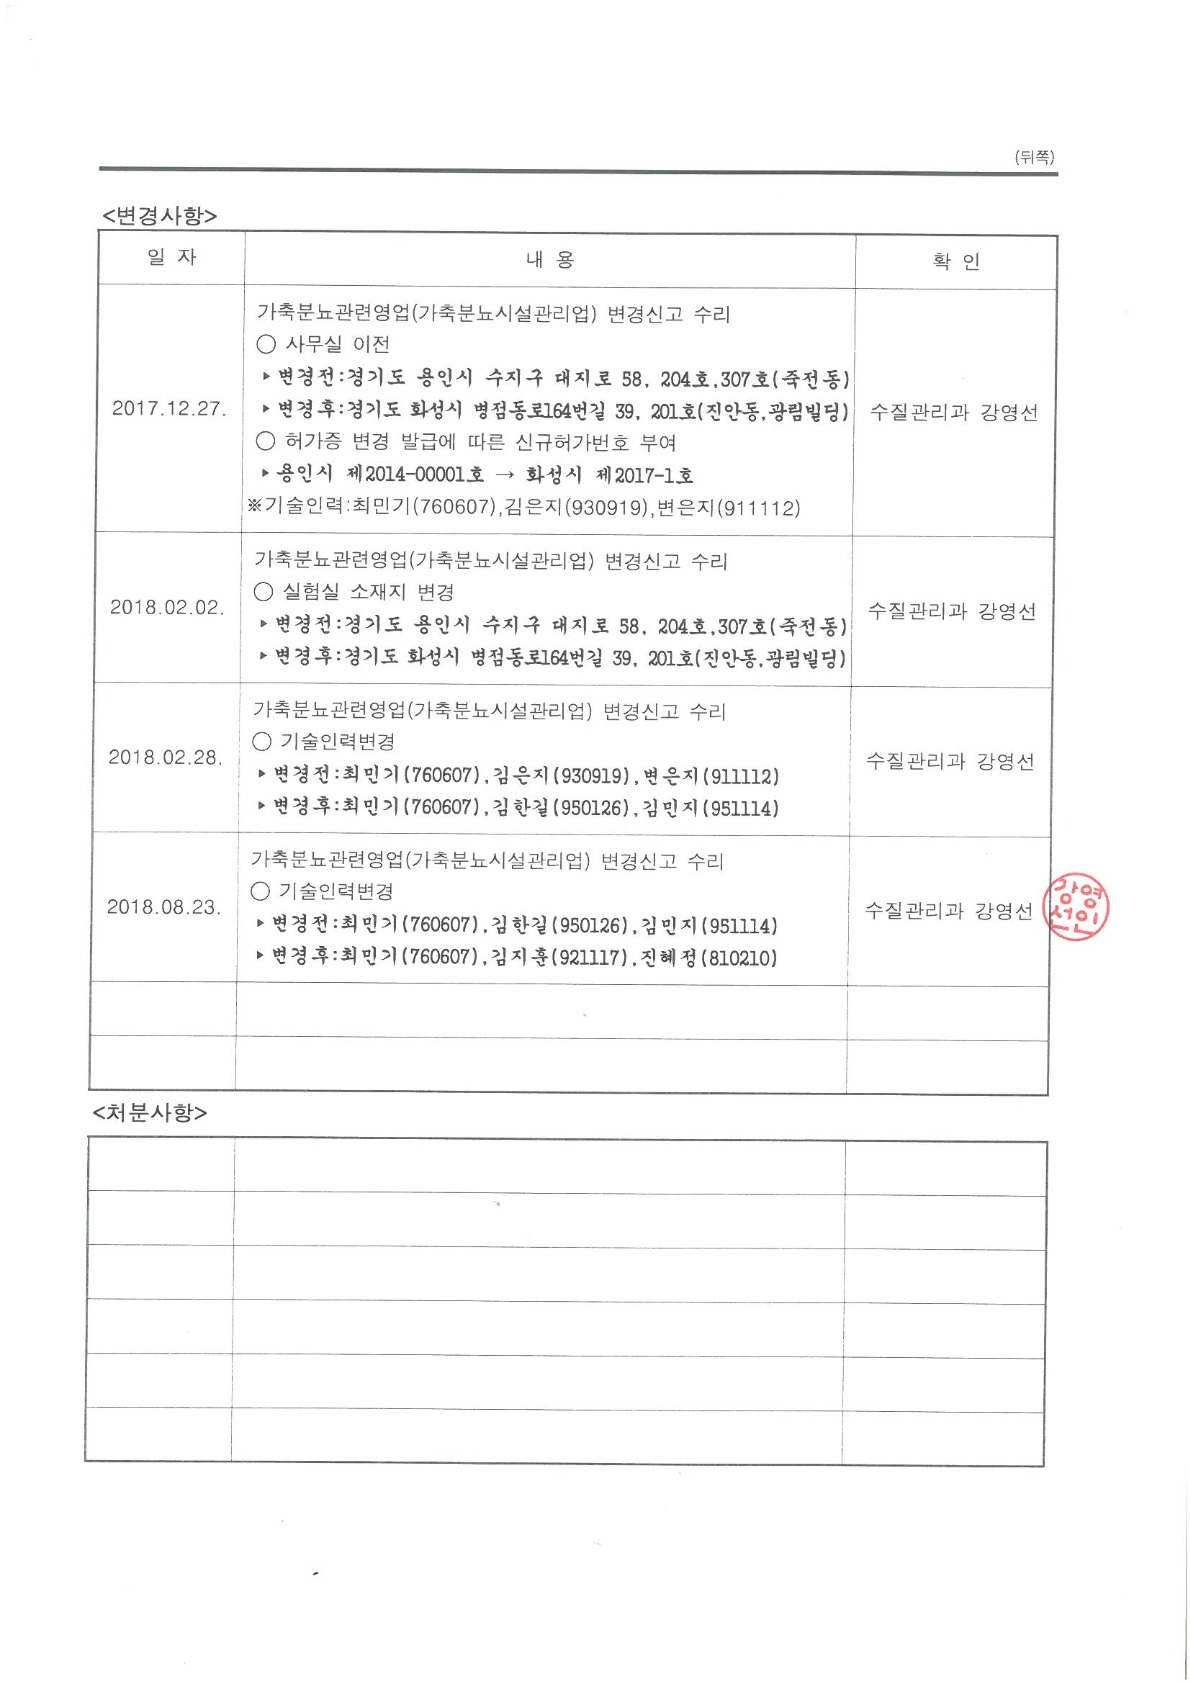 (뒤쪽)
<변경사항>
일 자 내 용 확 인
가축분뇨관련영업(가축분뇨시설관리업) 변경신고 수리
○ 사무실 이전
▸변경전:경기도 용인시 수지구 대지로 58, 204호,307호(죽전동)
2017.12.27. ▸변경후:경기도 화성시 병점동로164번길 39, 201호(진안동,광림빌딩) 수질관리과 강영선
○ 허가증 변경 발급에 따른 신규허가번호 부여
▸용인시 제2014-00001호 → 화성시 제2017-1호
※기술인력:최민기(760607),김은지(930919),변은지(911112)
가축분뇨관련영업(가축분뇨시설관리업) 변경신고 수리
○ 실험실 소재지 변경
2018.02.02. ▸변경전:경기도 용인시 수지구 대지로 58, 204호,307호(죽전동) 수질관리과 강영선
▸변경후:경기도 화성시 병점동로164번길 39, 201호(진안동,광림빌딩)
가축분뇨관련영업(가축분뇨시설관리업) 변경신고 수리
○ 기술인력변경
2018.02.28. ▸변경전:최민기(760607),김은지(930919),변은지(911112) 수질관리과 강영선
▸변경후:최민기(760607),김한길(950126),김민지(951114)
가축분뇨관련영업(가축분뇨시설관리업) 변경신고 수리
○ 기술인력변경
2018.08.23. ▸변경전:최민기(760607),김한길(950126),김민지(951114) 수질관리과 강영선
▸변경후:최민기(760607),김지훈(921117),진혜정(810210)
강영
선인
<처분사항>